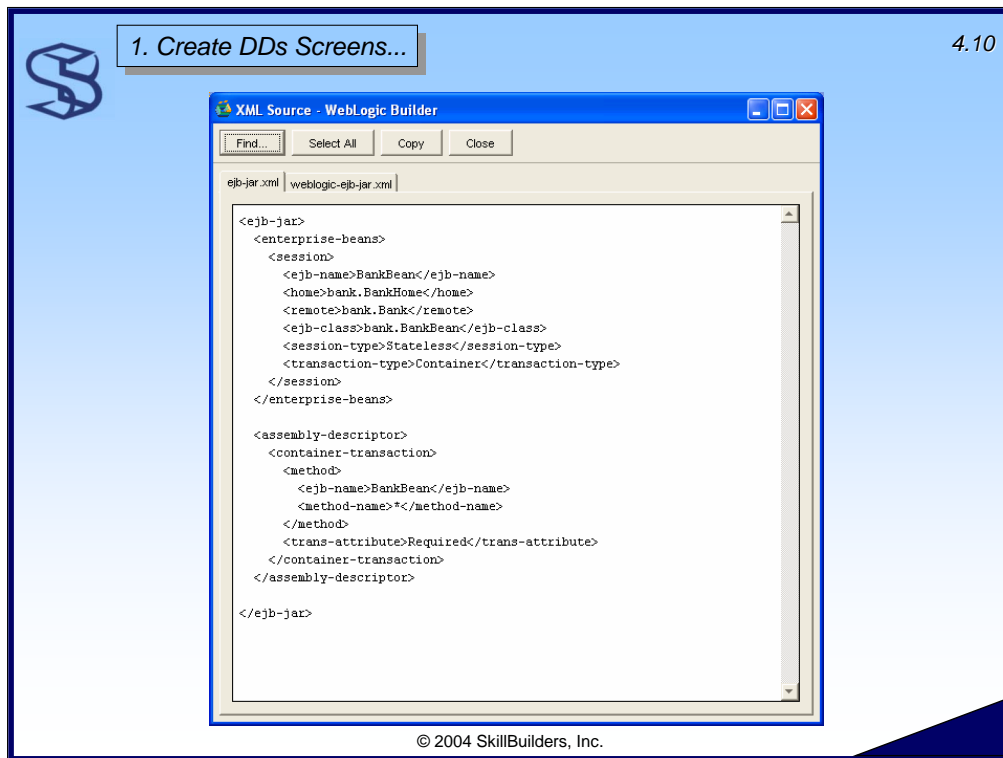 1. Create DDs Screens...
4.10
XML Source - WebLogic Builder
Find... Select All Copy Close
ejb-jar.xml weblogic-ejb-jar.xml
<ejb-jar>
  <enterprise-beans>
    <session>
      <ejb-name>BankBean</ejb-name>
      <home>bank.BankHome</home>
      <remote>bank.Bank</remote>
      <ejb-class>bank.BankBean</ejb-class>
      <session-type>Stateless</session-type>
      <transaction-type>Container</transaction-type>
    </session>
  </enterprise-beans>
  <assembly-descriptor>
    <container-transaction>
      <method>
        <ejb-name>BankBean</ejb-name>
        <method-name>*</method-name>
      </method>
      <trans-attribute>Required</trans-attribute>
    </container-transaction>
  </assembly-descriptor>
</ejb-jar>
© 2004 SkillBuilders, Inc.